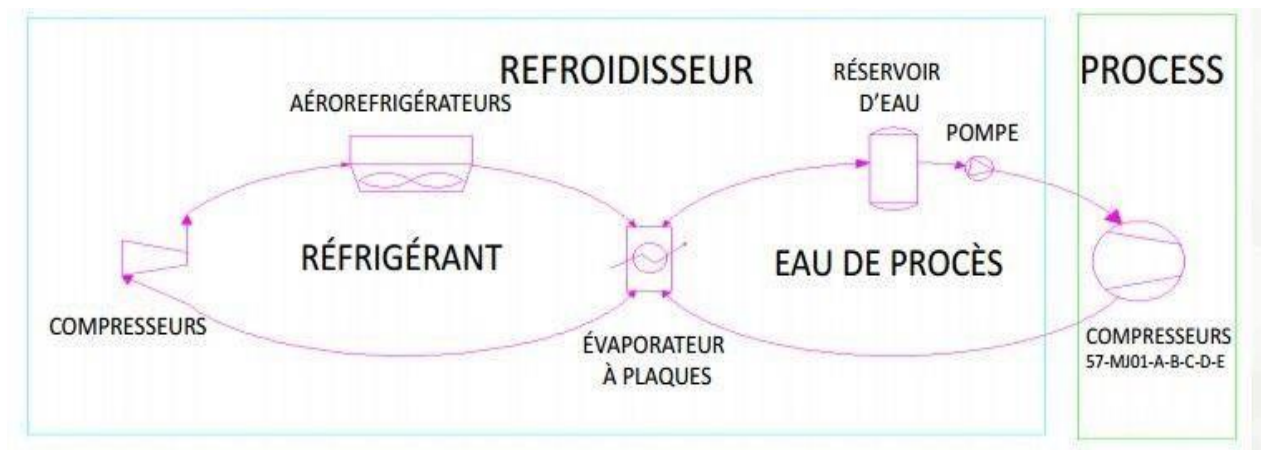 REFROIDISSEUR
AÉROREFRIGÉRATEURS
RÉSERVOIR
D'EAU
POMPE
PROCESS
RÉFRIGÉRANT
EAU DE PROCÈS
COMPRESSEURS
ÉVAPORATEUR
À PLAQUES
COMPRESSEURS
57-MJ01-A-B-C-D-E